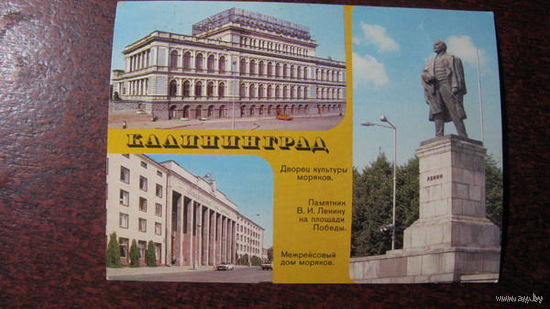 КАЛИНИНГРАД
Дворец культуры
моряков.
Памятник
В. И. Ленину
на площади
Победы.
Межрейсовый
дом моряков.
ЛЕНИН